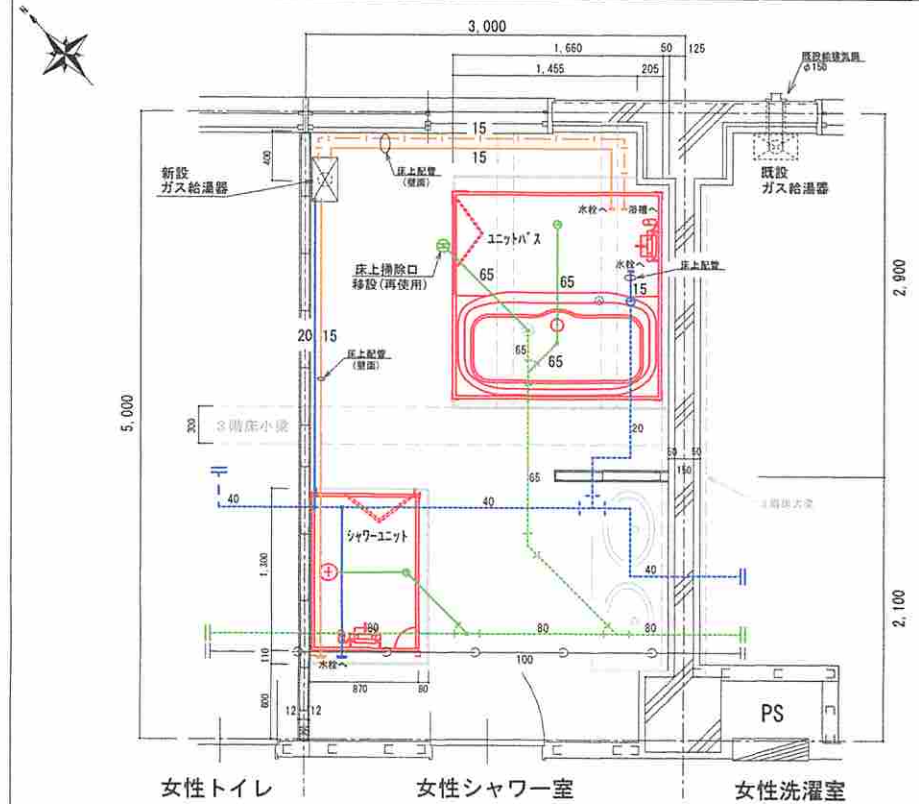 3,000
1,660
50
125
1,455
205
既設給排気筒
φ150
400
15
15
床上配管
(壁面)
新設
ガス給湯器
既設
ガス給湯器
水栓へ
浴槽へ
ユニットバス
水栓へ
床上配管
床上掃除口
移設(再使用)
65
65
15
20
15
65
65
床上配管
(壁面)
2,900
5,000
300
3階床小梁
20
65
50
50
150
40
40
シャワーユニット
1,300
40
80
80
80
2,100
110
水栓へ
100
870
80
600
12
12
PS
女性トイレ
女性シャワー室
女性洗濯室